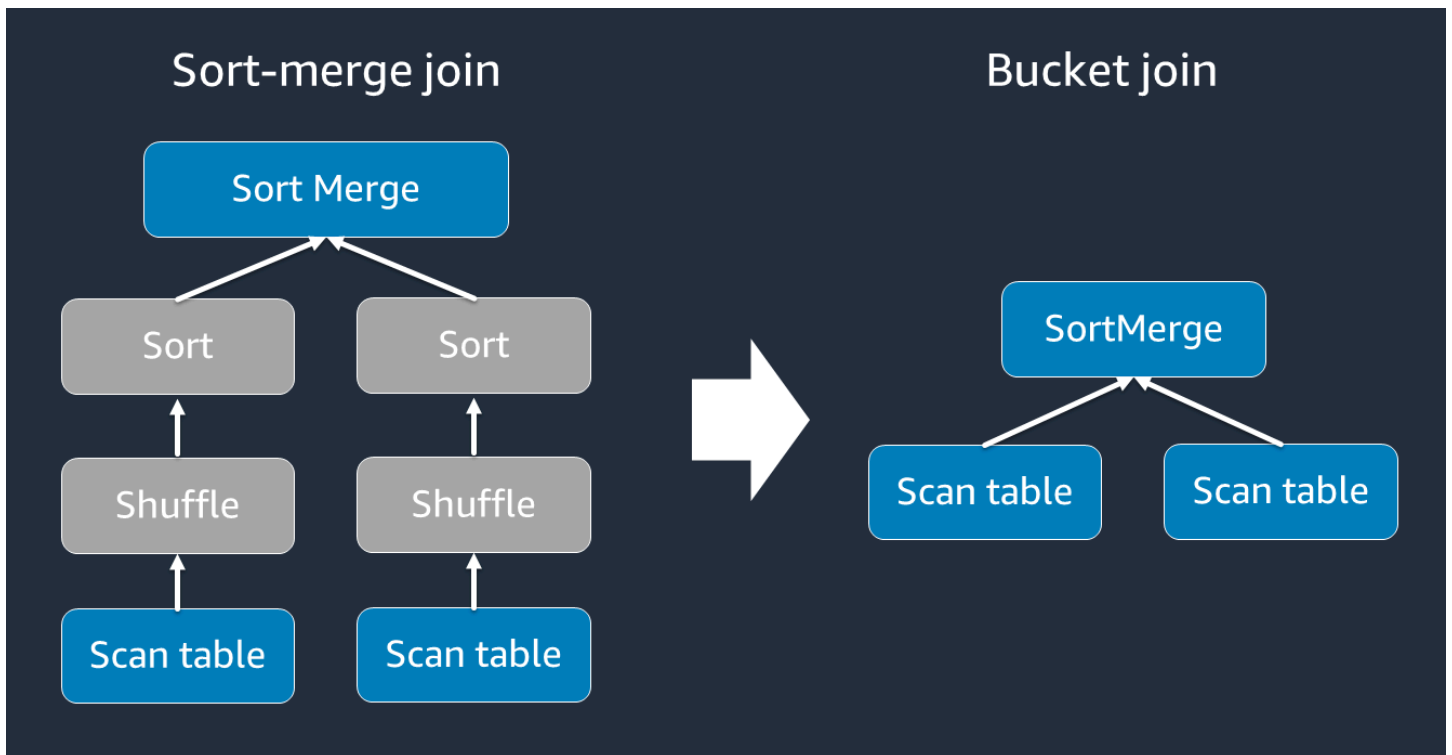 Sort-merge join
Bucket join
Sort Merge
Sort
Sort
SortMerge
Shuffle
Shuffle
Scan table
Scan table
Scan table
Scan table